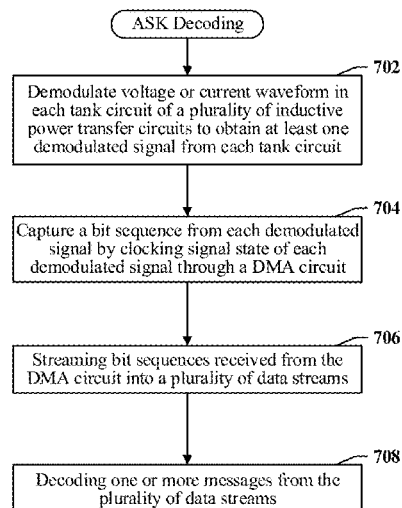 ASK Decoding
702
Demodulate voltage or current waveform in
each tank circuit of a plurality of inductive
power transfer circuits to obtain at least one
demodulated signal from each tank circuit
704
Capture a bit sequence from each demodulated
signal by clocking signal state of each
demodulated signal through a DMA circuit
706
Streaming bit sequences received from the
DMA circuit into a plurality of data streams
708
Decoding one or more messages from the
plurality of data streams